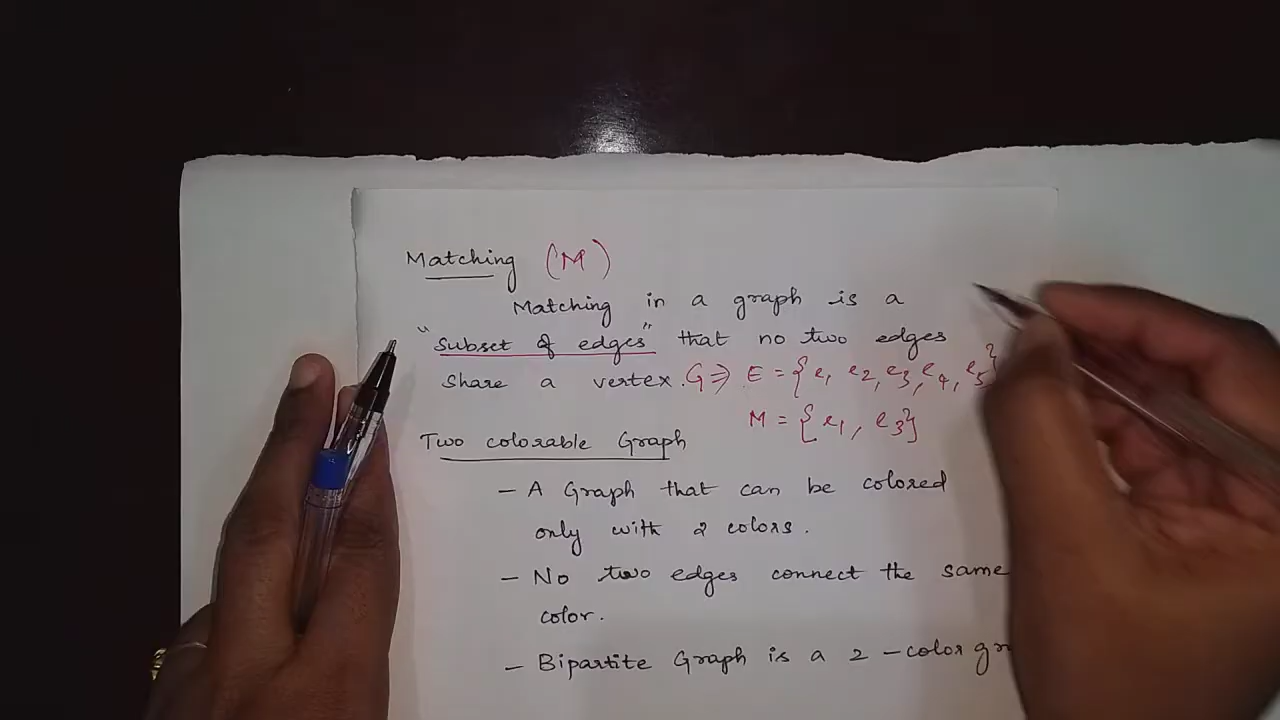 Matching (M)
Matching in a graph is a
"Subset of edges" that no two edges
Share a vertex. G ⇒ E = {e1 e2, e3, e4, e5}
M = {e1, e3}
Two colorable Graph
- A Graph that can be colored
only with 2 colors.
- No two edges connect the same
color.
- Bipartite Graph is a 2 - color